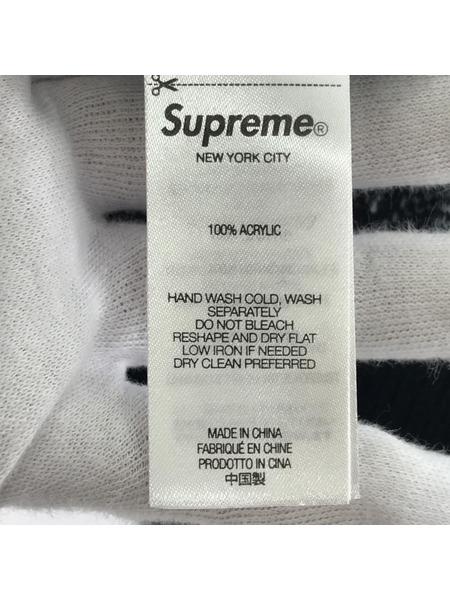 Supreme®
NEW YORK CITY
100% ACRYLIC
HAND WASH COLD, WASH
SEPARATELY
DO NOT BLEACH
RESHAPE AND DRY FLAT
LOW IRON IF NEEDED
DRY CLEAN PREFERRED
MADE IN CHINA
FABRIQUÉ EN CHINE
PRODOTTO IN CINA
中国製